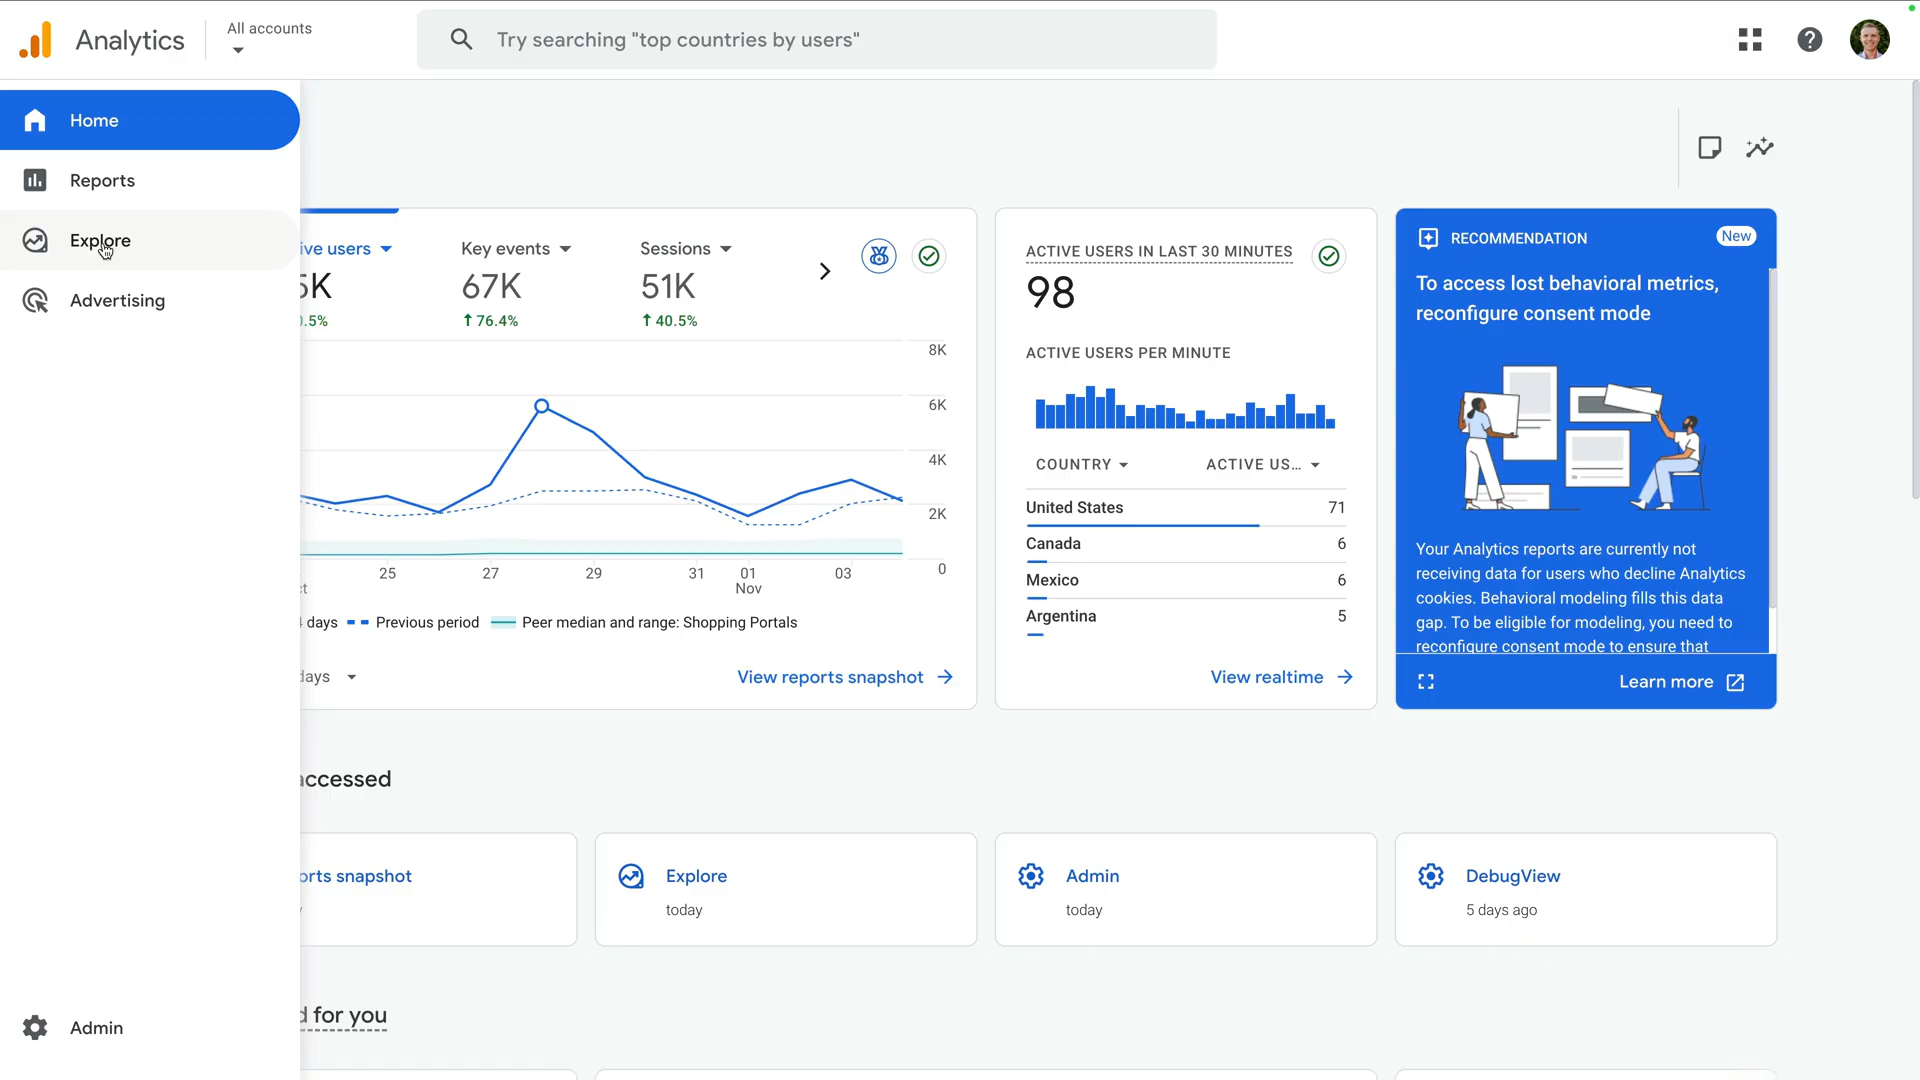 Analytics
All accounts
Try searching "top countries by users"
Home
Reports
Explore
Advertising
Admin
ive users
5K
0.5%
Key events
67K
76.4%
Sessions
51K
40.5%
8K
6K
4K
2K
0
25
27
29
31
01
03
Nov
days
Previous period
Peer median and range: Shopping Portals
days
View reports snapshot
ACTIVE USERS IN LAST 30 MINUTES
98
ACTIVE USERS PER MINUTE
COUNTRY
ACTIVE US...
United States 71
Canada 6
Mexico 6
Argentina 5
View realtime
RECOMMENDATION
New
To access lost behavioral metrics,
reconfigure consent mode
Your Analytics reports are currently not
receiving data for users who decline Analytics
cookies. Behavioral modeling fills this data
gap. To be eligible for modeling, you need to
reconfigure consent mode to ensure that
Learn more
accessed
orts snapshot
Explore
today
Admin
today
DebugView
5 days ago
d for you